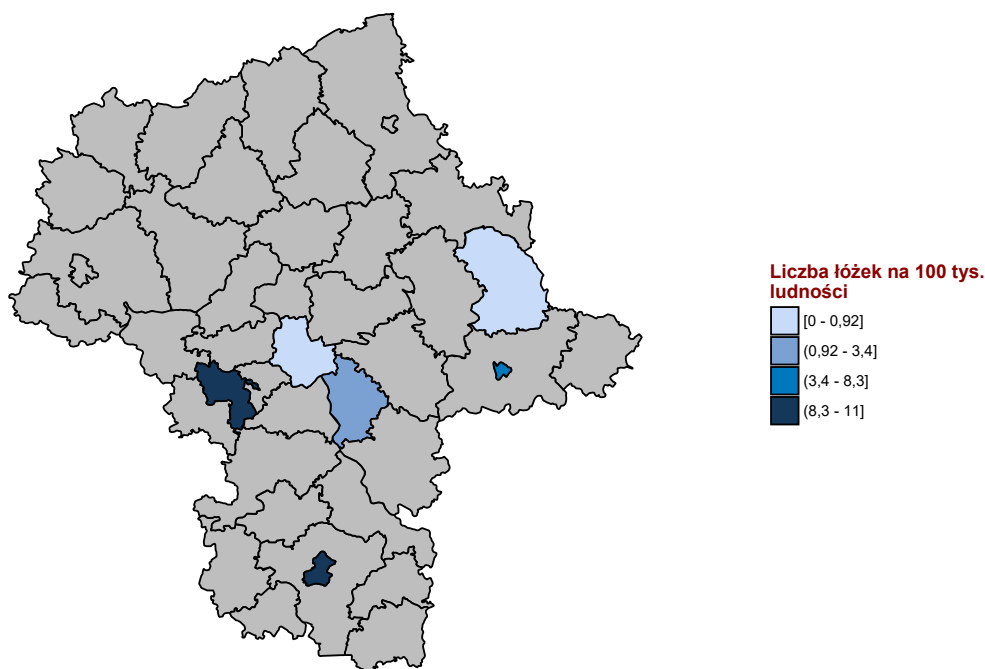 Liczba łóżek na 100 tys.
ludności
[0 - 0,92]
(0,92 - 3,4]
(3,4 - 8,3]
(8,3 - 11]